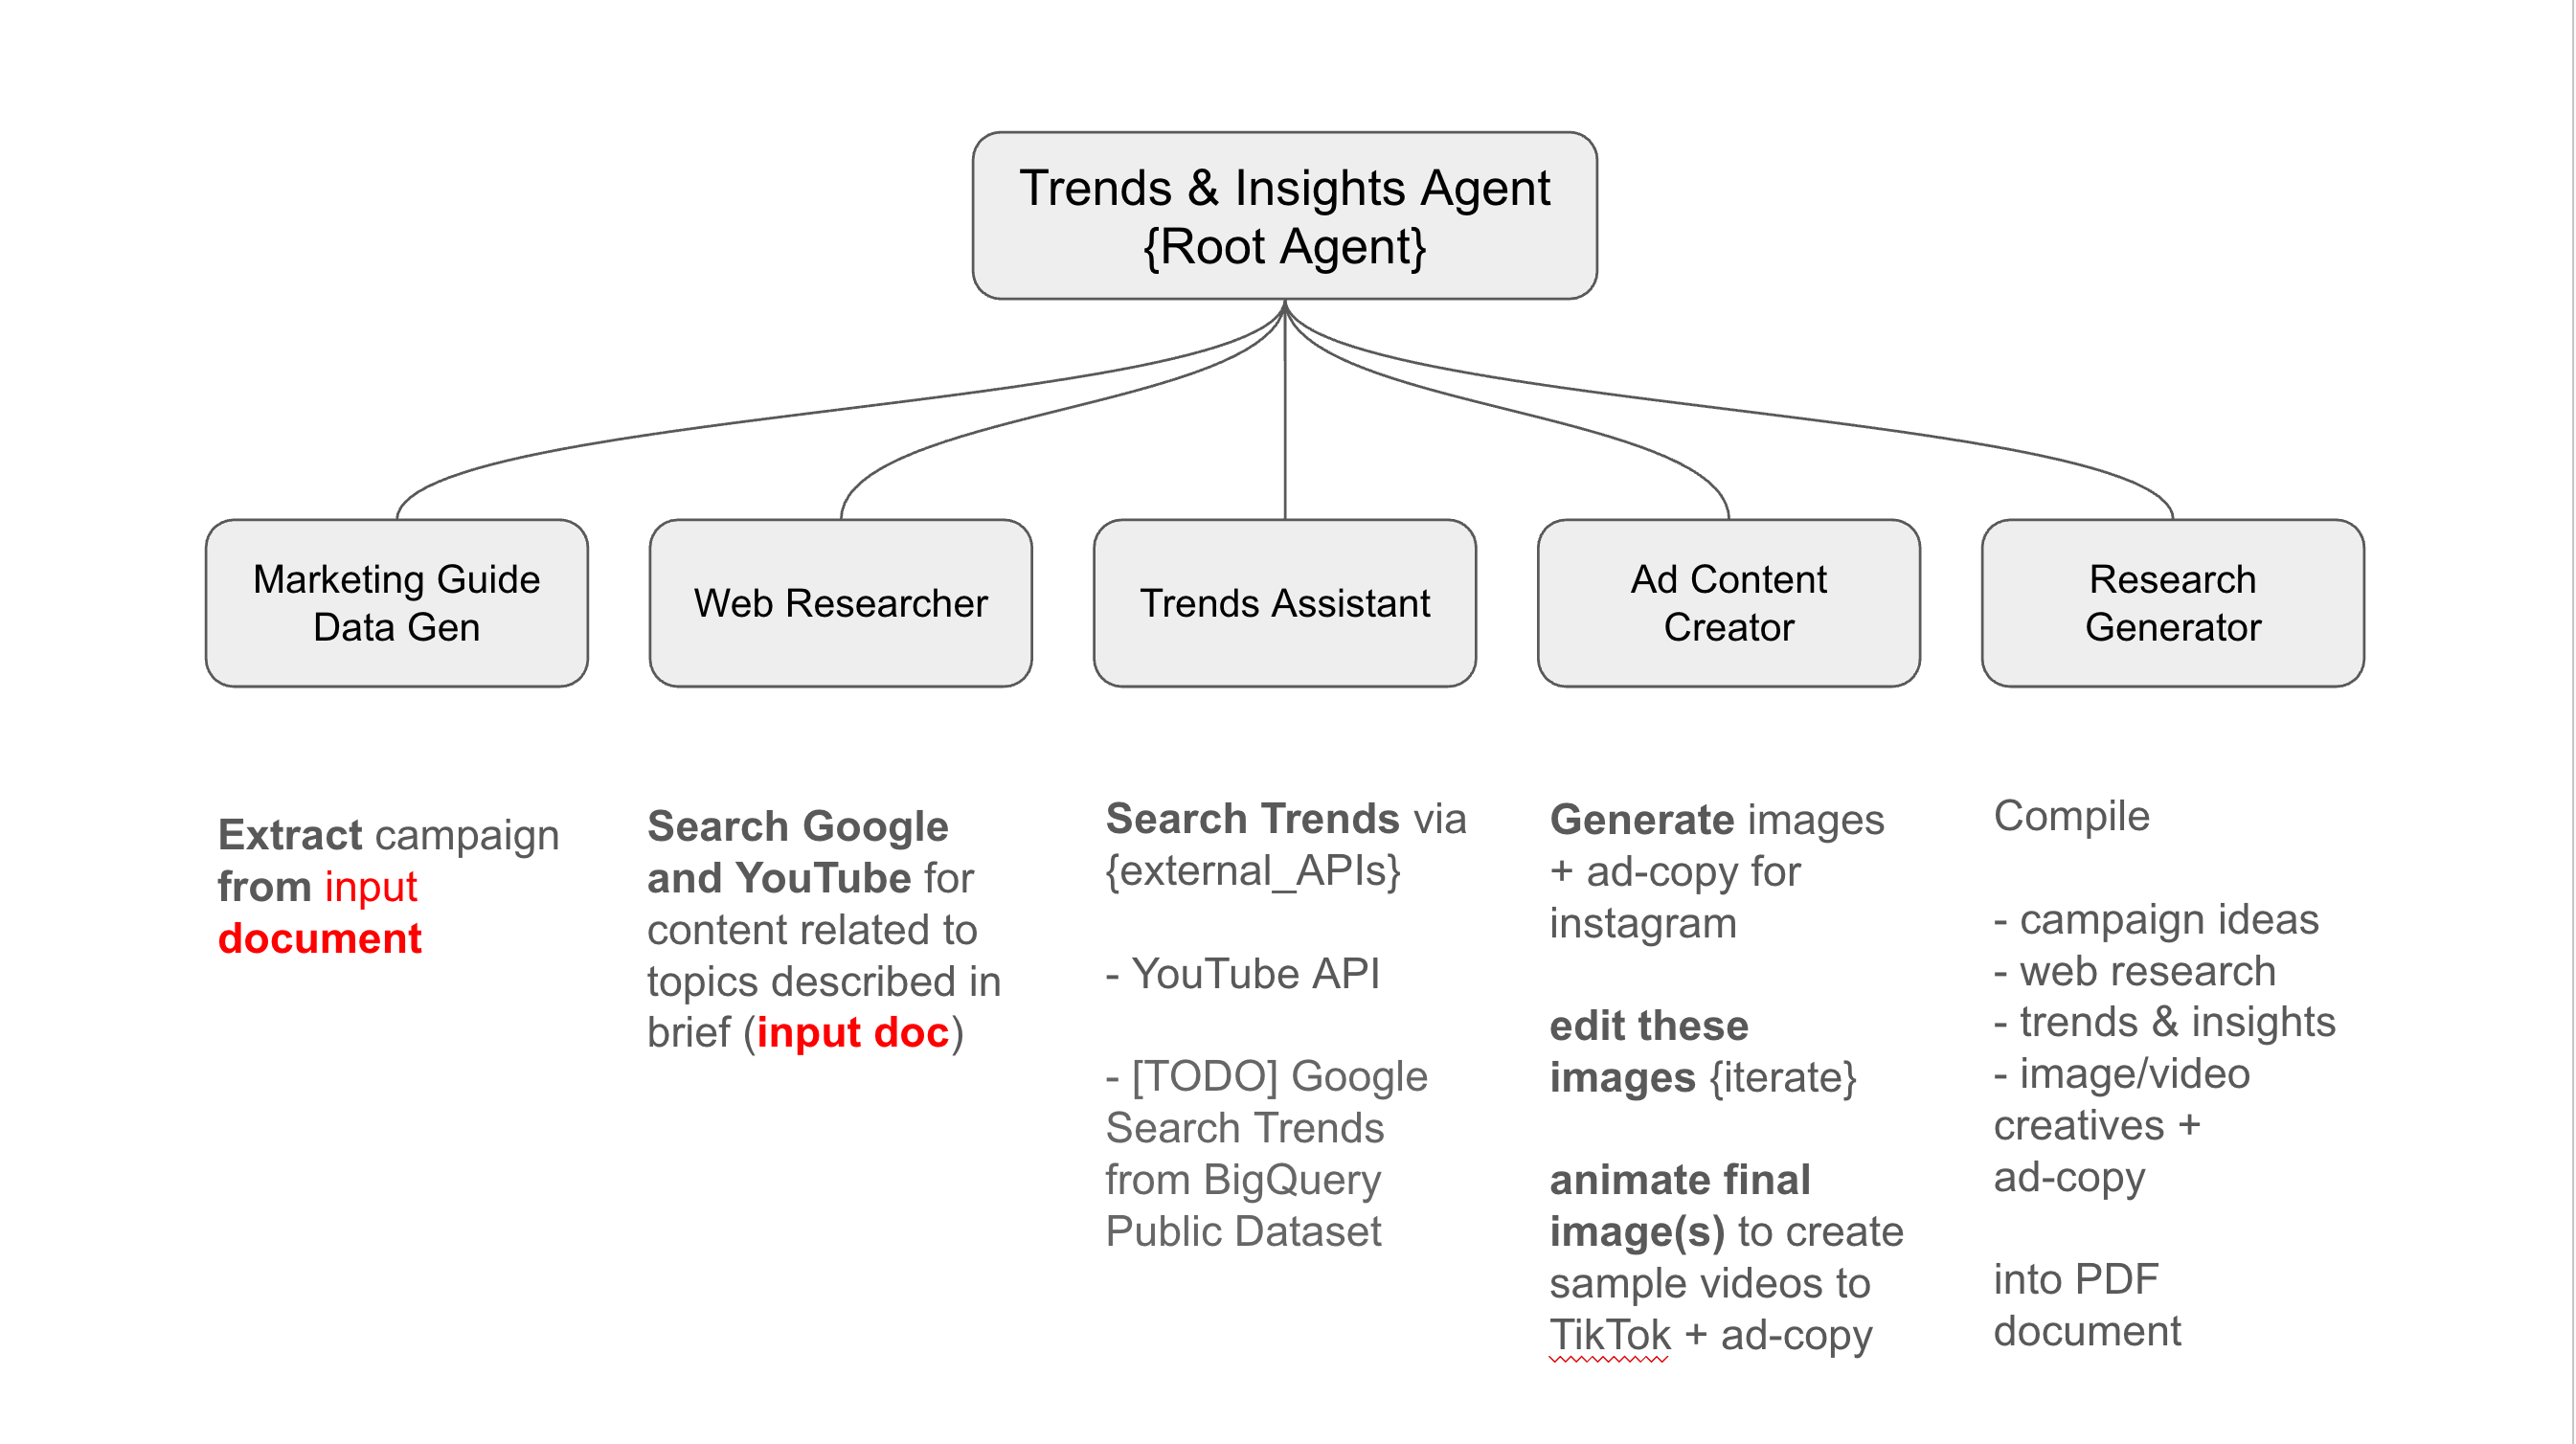 Trends & Insights Agent
{Root Agent}
Marketing Guide
Data Gen
Web Researcher
Trends Assistant
Ad Content
Creator
Research
Generator
Extract campaign
from input
document
Search Google
and YouTube for
content related to
topics described in
brief (input doc)
Search Trends via
{external_APIs}
- YouTube API
- [TODO] Google
Search Trends
from BigQuery
Public Dataset
Generate images
+ ad-copy for
instagram
edit these
images {iterate}
animate final
image(s) to create
sample videos to
TikTok + ad-copy
Compile
- campaign ideas
- web research
- trends & insights
- image/video
creatives +
ad-copy
into PDF
document